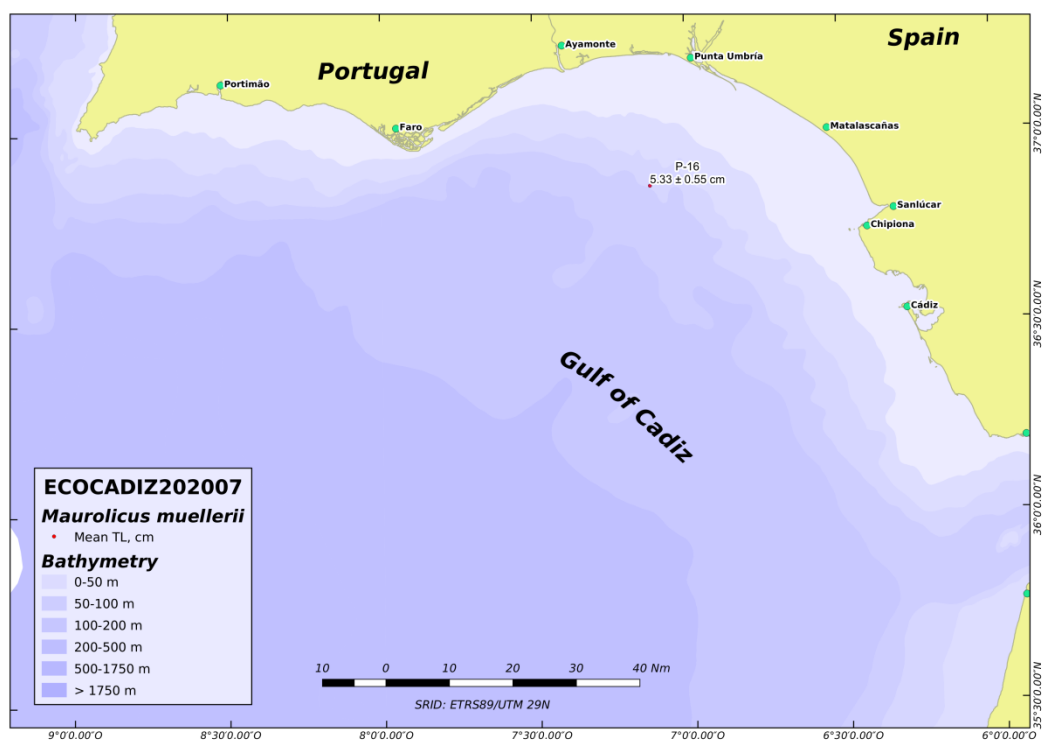 Spain
Portugal
Ayamonte
Punta Umbría
Portimão
Faro
Matalascañas
P-16
5.33 ± 0.55 cm
Sanlúcar
Chipiona
Cádiz
Gulf of Cadiz
37°0'0.00"N
36°30'0.00"N
36°0'0.00"N
35°30'0.00"N
ECOCADIZ202007
Maurolicus muellerii
Mean TL, cm
Bathymetry
0-50 m
50-100 m
100-200 m
200-500 m
500-1750 m
> 1750 m
10 0 10 20 30 40 Nm
SRID: ETRS89/UTM 29N
9°0'0.00"O 8°30'0.00"O 8°0'0.00"O 7°30'0.00"O 7°0'0.00"O 6°30'0.00"O 6°0'0.00"O